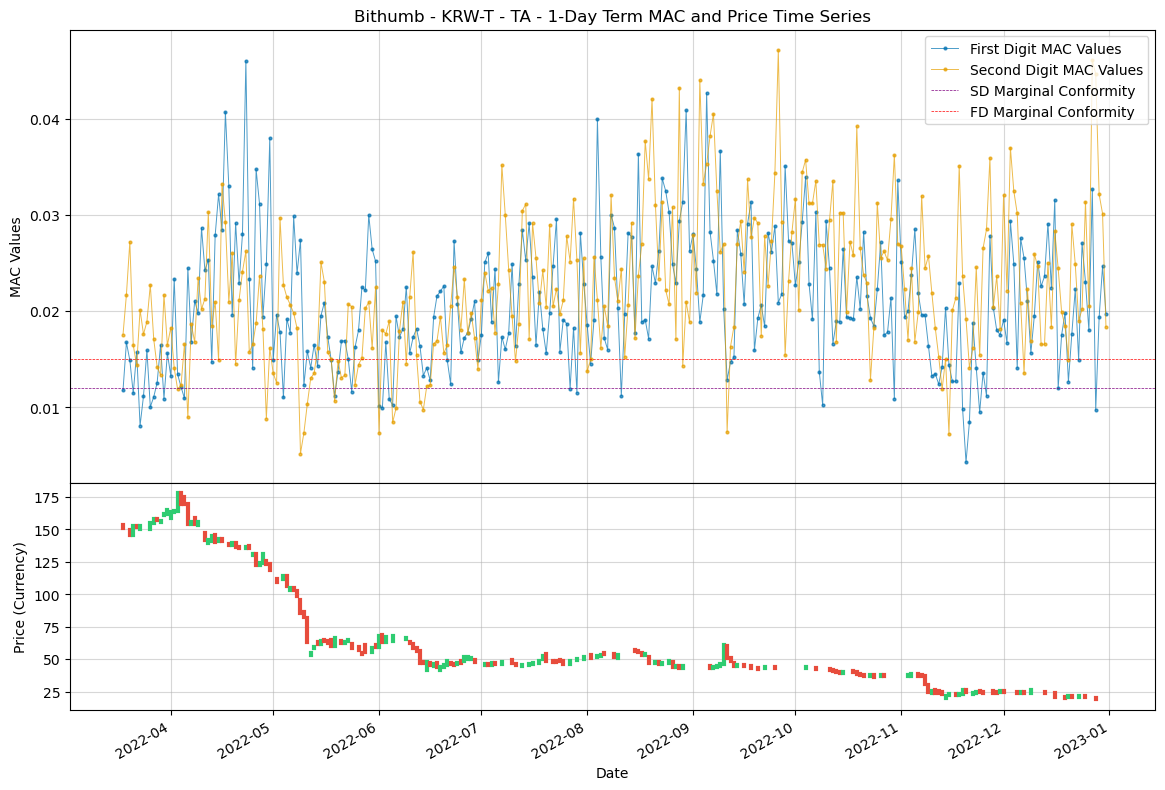 Bithumb - KRW-T - TA - 1-Day Term MAC and Price Time Series
First Digit MAC Values
Second Digit MAC Values
SD Marginal Conformity
FD Marginal Conformity
MAC Values
0.04
0.03
0.02
0.01
Price (Currency)
175
150
125
100
75
50
25
2022-04
2022-05
2022-06
2022-07
2022-08
2022-09
2022-10
2022-11
2022-12
2023-01
Date